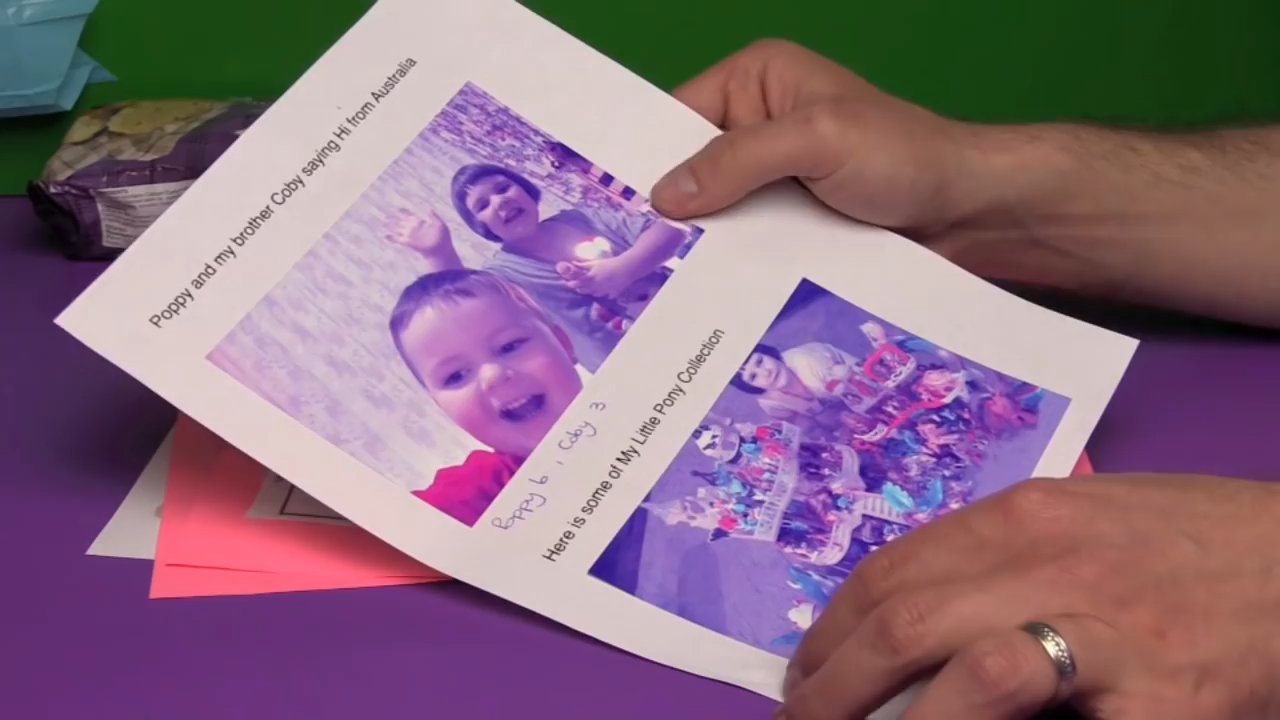 Poppy and my brother Coby saying Hi from Australia
Poppy 6, Coby 3
Here is some of My Little Pony Collection